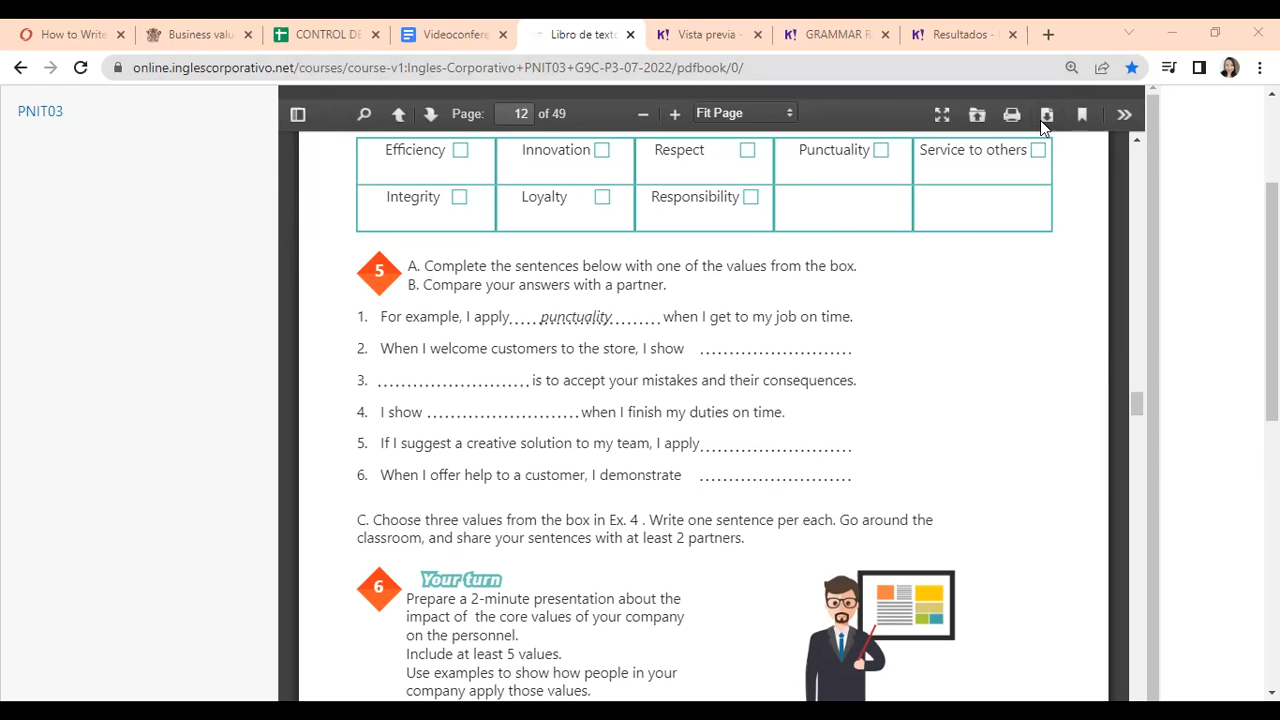 How to Write
Business valu
CONTROL DE
Videoconfere
Libro de texto
Vista previa -
GRAMMAR R
Resultados -
online.inglescorporativo.net/courses/course-v1:Ingles-Corporativo+PNIT03+G9C-P3-07-2022/pdfbook/0/
PNIT03
Page: 12 of 49
Fit Page
Efficiency Innovation Respect Punctuality Service to others
Integrity Loyalty Responsibility
5 A. Complete the sentences below with one of the values from the box.
B. Compare your answers with a partner.
1. For example, I apply.....punctuality........ when I get to my job on time.
2. When I welcome customers to the store, I show ..........................
3. .......................... is to accept your mistakes and their consequences.
4. I show .......................... when I finish my duties on time.
5. If I suggest a creative solution to my team, I apply..........................
6. When I offer help to a customer, I demonstrate ..........................
C. Choose three values from the box in Ex. 4 . Write one sentence per each. Go around the
classroom, and share your sentences with at least 2 partners.
6 Your turn
Prepare a 2-minute presentation about the
impact of the core values of your company
on the personnel.
Include at least 5 values.
Use examples to show how people in your
company apply those values.